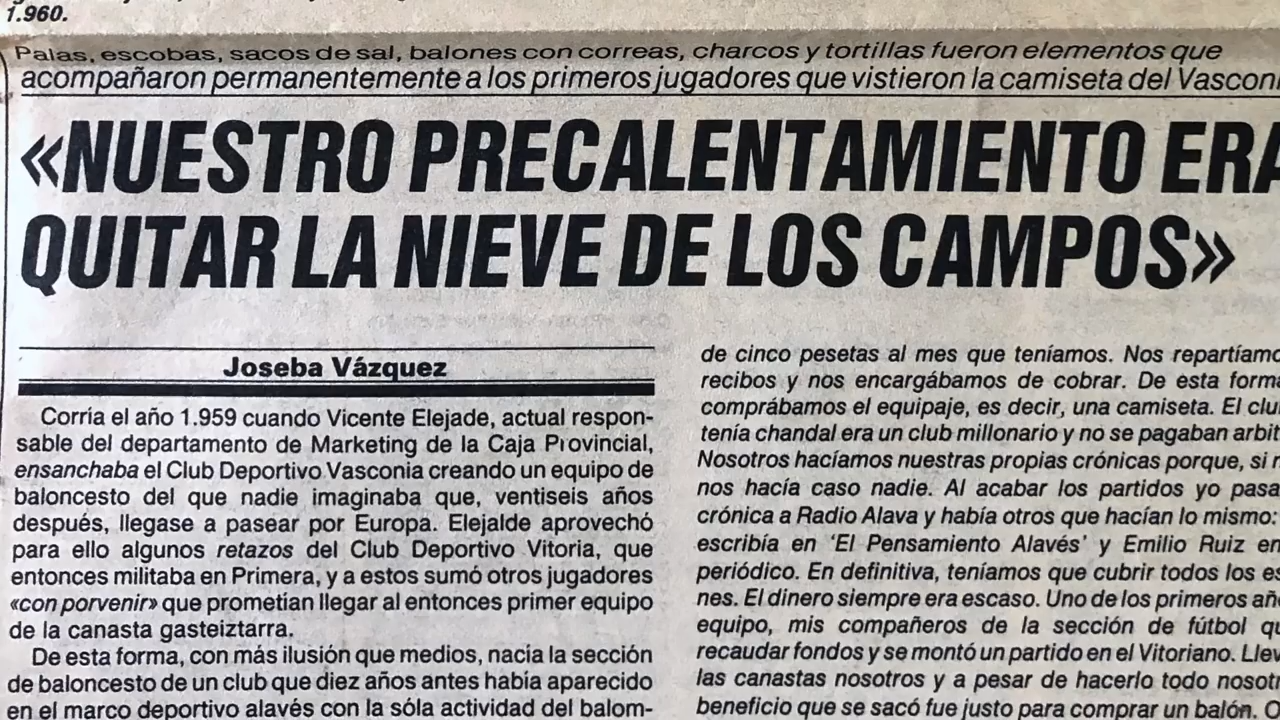 1.960.
Palas, escobas, sacos de sal, balones con correas, charcos y tortillas fueron elementos que
acompañaron permanentemente a los primeros jugadores que vistieron la camiseta del Vasconi
«NUESTRO PRECALENTAMIENTO ERA
QUITAR LA NIEVE DE LOS CAMPOS»
Joseba Vázquez
Corría el año 1.959 cuando Vicente Elejade, actual respon-
sable del departamento de Marketing de la Caja Provincial,
ensanchaba el Club Deportivo Vasconia creando un equipo de
baloncesto del que nadie imaginaba que, ventiseis años
después, llegase a pasear por Europa. Elejalde aprovechó
para ello algunos retazos del Club Deportivo Vitoria, que
entonces militaba en Primera, y a estos sumó otros jugadores
«con porvenir» que prometían llegar al entonces primer equipo
de la canasta gasteiztarra.
De esta forma, con más ilusión que medios, nacía la sección
de baloncesto de un club que diez años antes había aparecido
en el marco deportivo alavés con la sóla actividad del balom-
de cinco pesetas al mes que teníamos. Nos repartíamo
recibos y nos encargábamos de cobrar. De esta forma
comprábamos el equipaje, es decir, una camiseta. El clu
tenía chandal era un club millonario y no se pagaban arbit
Nosotros hacíamos nuestras propias crónicas porque, si n
nos hacía caso nadie. Al acabar los partidos yo pasa
crónica a Radio Alava y había otros que hacían lo mismo:
escribía en ‘El Pensamiento Alavés’ y Emilio Ruiz en
periódico. En definitiva, teníamos que cubrir todos los es
nes. El dinero siempre era escaso. Uno de los primeros año
equipo, mis compañeros de la sección de fútbol qu
recaudar fondos y se montó un partido en el Vitoriano. Llev
las canastas nosotros y a pesar de hacerlo todo nosotr
beneficio que se sacó fue justo para comprar un balón.